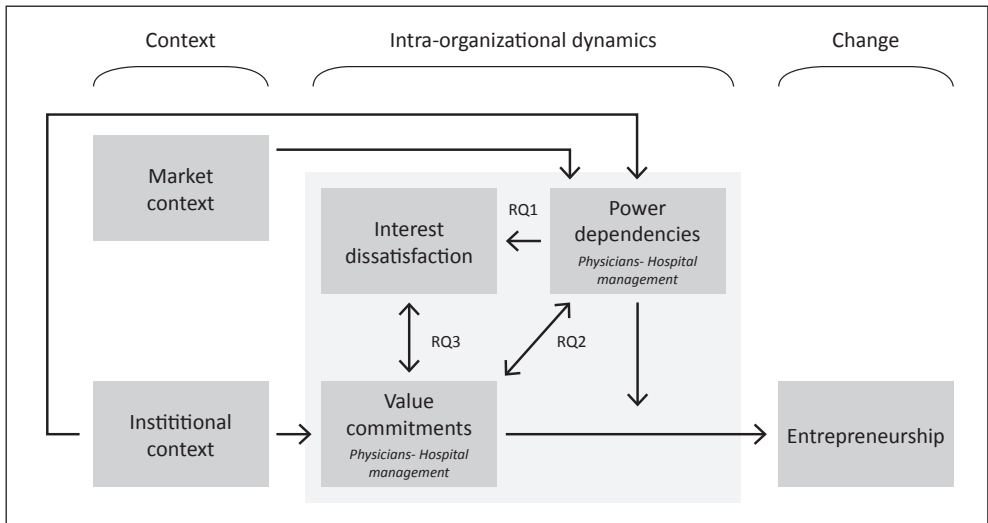 Context
Intra-organizational dynamics
Change
Market
context
Interest
dissatisfaction
RQ1
Power
dependencies
Physicians- Hospital
management
RQ3
RQ2
Instititional
context
Value
commitments
Physicians- Hospital
management
Entrepreneurship